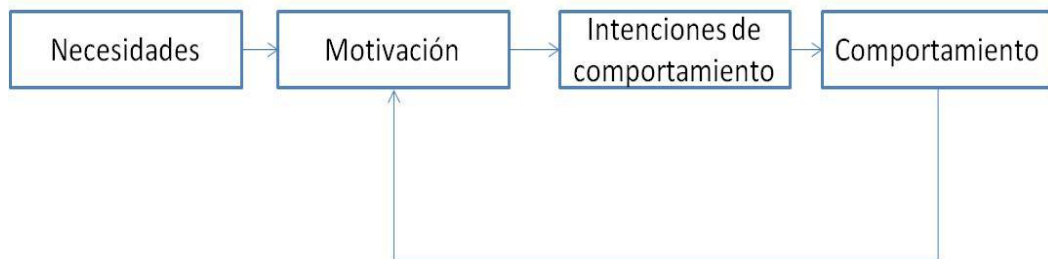 Necesidades
Motivación
Intenciones de
comportamiento
Comportamiento